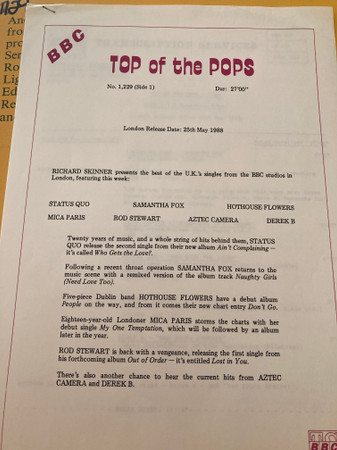 An
from
pro
Ser
Ro
Lig
Ed
Re
an
BBC
TOP of the POPS
No. 1,229 (Side 1)
Dur: 27'00"
London Release Date: 25th May 1988
RICHARD SKINNER presents the best of the U.K.'s singles from the BBC studios in
London, featuring this week:
STATUS QUO SAMANTHA FOX HOTHOUSE FLOWERS
MICA PARIS ROD STEWART AZTEC CAMERA DEREK B
Twenty years of music, and a whole string of hits behind them, STATUS
QUO release the second single from their new album Ain't Complaining —
it's called Who Gets the Love?.
Following a recent throat operation SAMANTHA FOX returns to the
music scene with a remixed version of the album track Naughty Girls
(Need Love Too).
Five-piece Dublin band HOTHOUSE FLOWERS have a debut album
People on the way, and from it comes their new chart entry Don't Go.
Eighteen-year-old Londoner MICA PARIS storms the charts with her
debut single My One Temptation, which will be followed by an album
later in the year.
ROD STEWART is back with a vengeance, releasing the first single from
his forthcoming album Out of Order — it's entitled Lost in You.
There's also another chance to hear the current hits from AZTEC
CAMERA and DEREK B.
BBC